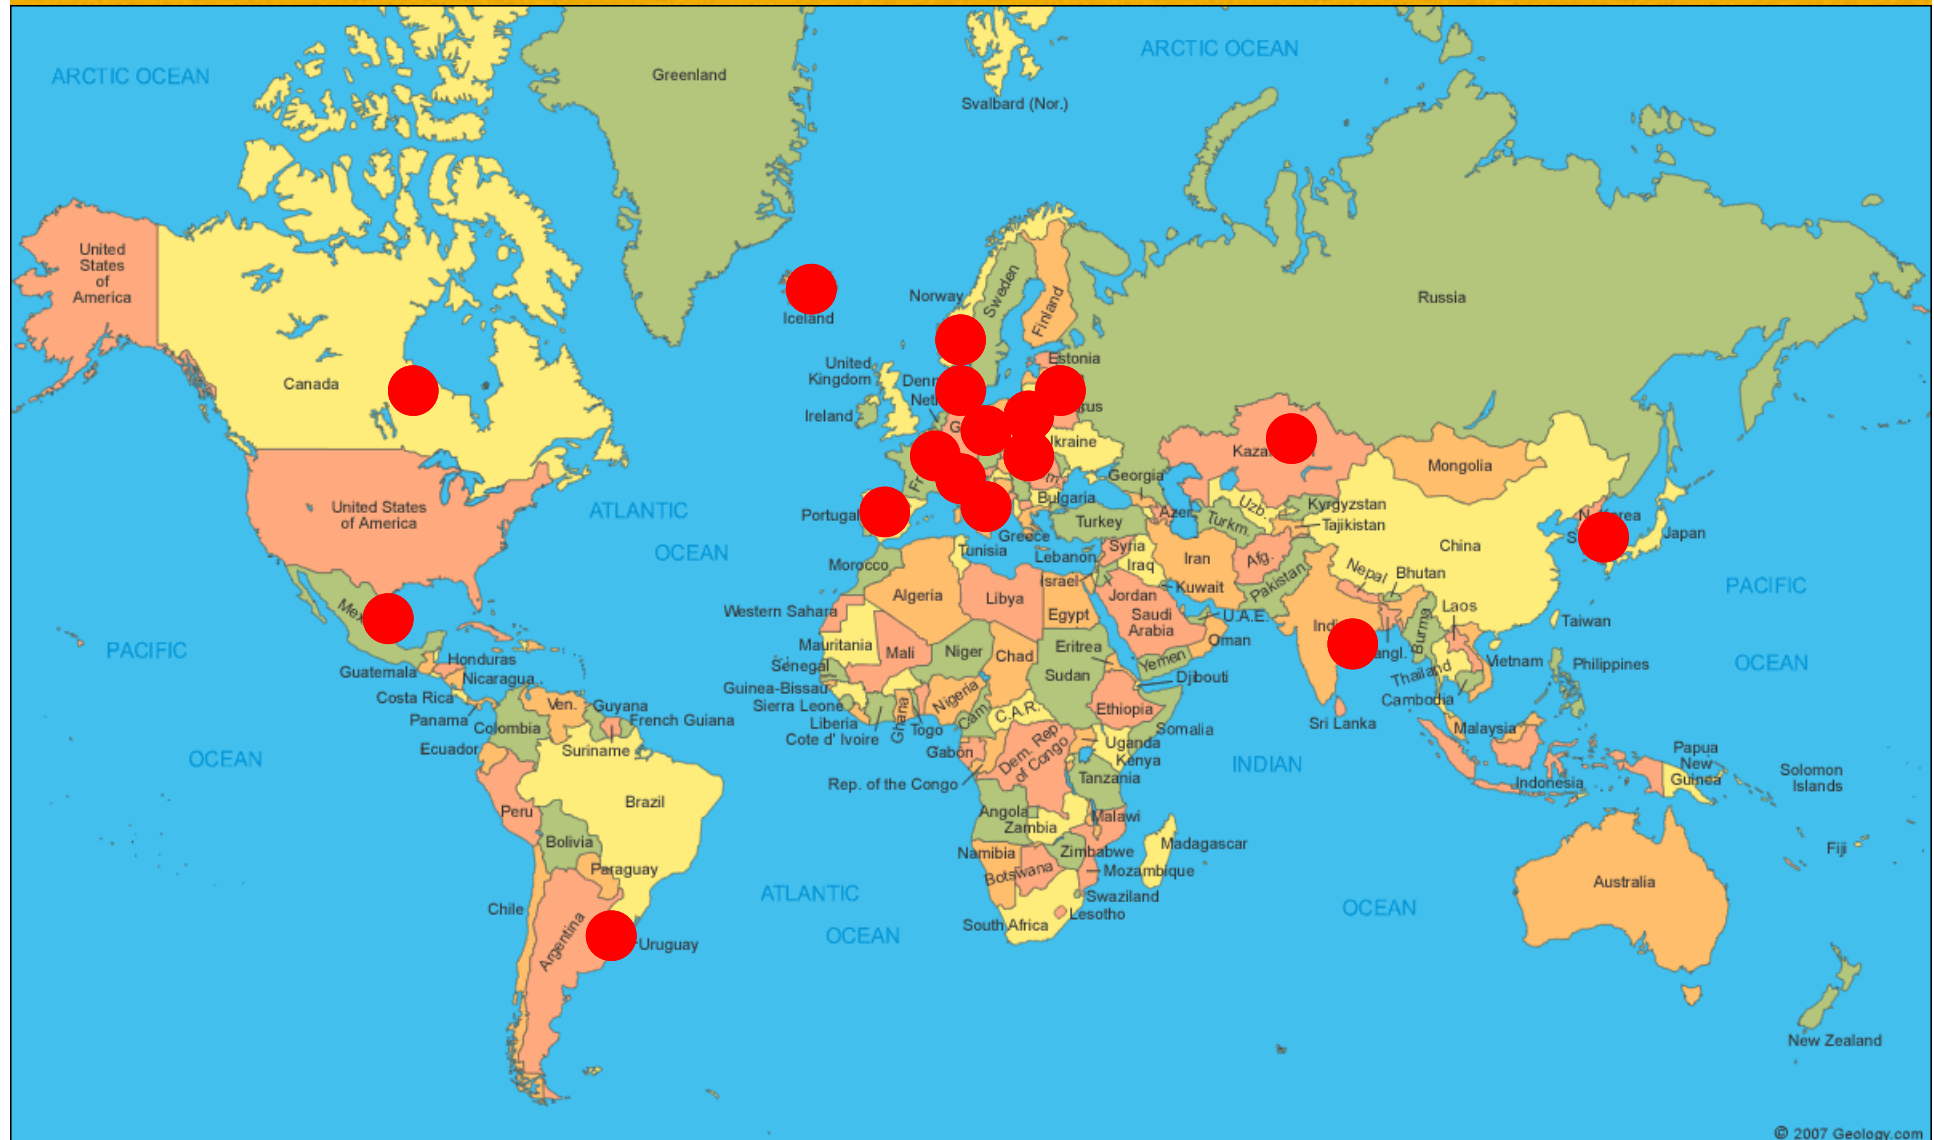 ARCTIC OCEAN
ARCTIC OCEAN
Greenland
Svalbard (Nor.)
United
States
of
America
Canada
Iceland
Norway
Sweden
Finland
Russia
Estonia
United
Kingdom
Ireland
United States
of America
ATLANTIC
OCEAN
Portugal
Bulgaria
Greece
Turkey
Georgia
Azer.
Mongolia
Uzb.
Turkm.
Kyrgyzstan
Tajikistan
China
Japan
Tunisia
Morocco
Lebanon
Syria
Iraq
Iran
Afg.
Israel
Jordan
Kuwait
Pakistan
Nepal
Bhutan
Western Sahara
Algeria
Libya
Egypt
Saudi
Arabia
U.A.E.
Oman
Burma
Laos
Taiwan
PACIFIC
OCEAN
Mauritania
Mali
Niger
Chad
Eritrea
Sudan
Yemen
Djibouti
Thailand
Vietnam
Cambodia
Philippines
Senegal
Guinea-Bissau
Sierra Leone
Liberia
Cote d' Ivoire
Ghana
Togo
Nigeria
Cam.
C.A.R.
Ethiopia
Somalia
Sri Lanka
Malaysia
Gabon
Rep. of the Congo
Dem. Rep.
of Congo
Uganda
Kenya
Tanzania
INDIAN
OCEAN
Indonesia
Papua
New
Guinea
Solomon
Islands
PACIFIC
OCEAN
Guatemala
Honduras
Nicaragua
Costa Rica
Panama
Ven.
Guyana
French Guiana
Suriname
Colombia
Ecuador
Peru
Brazil
Bolivia
Paraguay
Chile
Argentina
Uruguay
ATLANTIC
OCEAN
Angola
Zambia
Malawi
Namibia
Botswana
Zimbabwe
Mozambique
Madagascar
Swaziland
Lesotho
South Africa
Australia
Fiji
New Zealand
© 2007 Geology.com